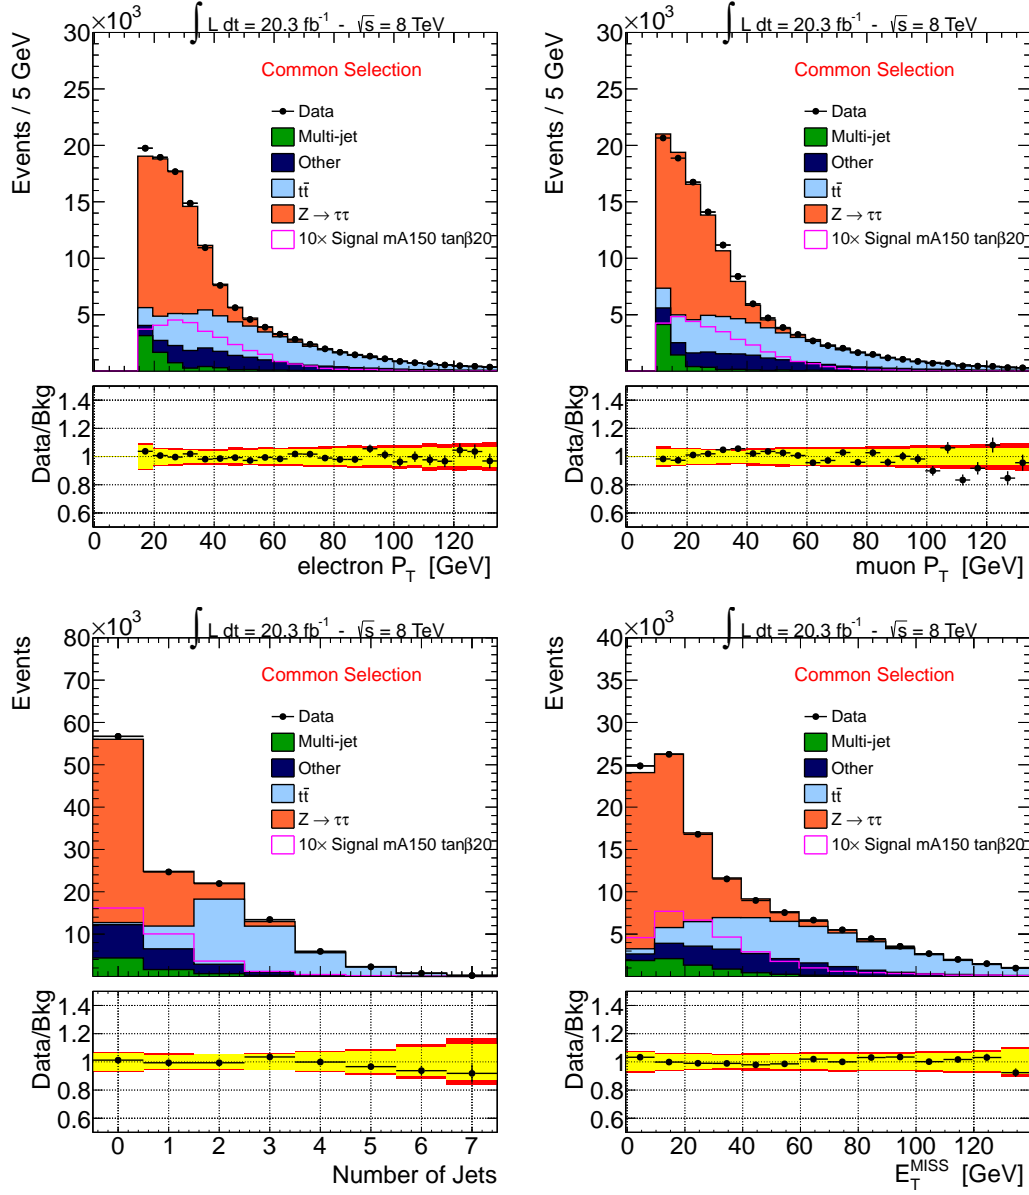 ∫ L dt = 20.3 fb⁻¹ - √s = 8 TeV
×10³
Events / 5 GeV
30
25
20
15
10
5
Common Selection
Data
Multi-jet
Other
tt̄
Z → ττ
10× Signal mA150 tanβ20
Data/Bkg
1.4
1.2
1
0.8
0.6
0 20 40 60 80 100 120
electron P_T [GeV]
∫ L dt = 20.3 fb⁻¹ - √s = 8 TeV
×10³
Events / 5 GeV
30
25
20
15
10
5
Common Selection
Data
Multi-jet
Other
tt̄
Z → ττ
10× Signal mA150 tanβ20
Data/Bkg
1.4
1.2
1
0.8
0.6
0 20 40 60 80 100 120
muon P_T [GeV]
∫ L dt = 20.3 fb⁻¹ - √s = 8 TeV
×10³
Events
80
70
60
50
40
30
20
10
Common Selection
Data
Multi-jet
Other
tt̄
Z → ττ
10× Signal mA150 tanβ20
Data/Bkg
1.4
1.2
1
0.8
0.6
0 1 2 3 4 5 6 7
Number of Jets
∫ L dt = 20.3 fb⁻¹ - √s = 8 TeV
×10³
Events
40
35
30
25
20
15
10
5
Common Selection
Data
Multi-jet
Other
tt̄
Z → ττ
10× Signal mA150 tanβ20
Data/Bkg
1.4
1.2
1
0.8
0.6
0 20 40 60 80 100 120
E_T^MISS [GeV]